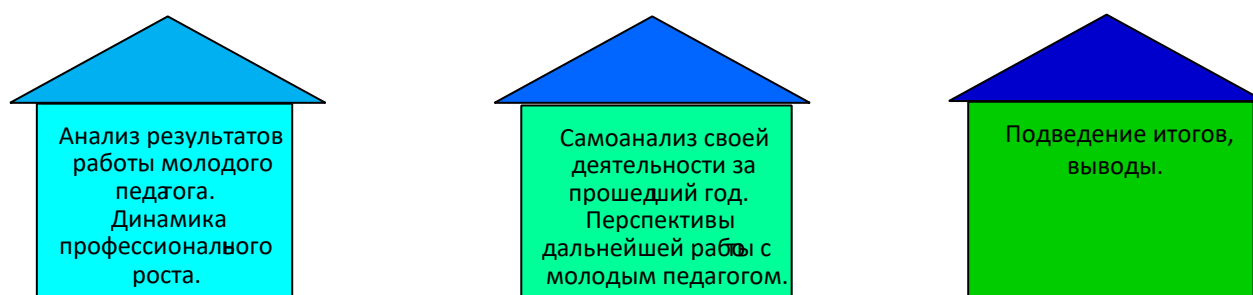 Анализ результатов
работы молодого
педагога.
Динамика
профессионального
роста.
Самоанализ своей
деятельности за
прошедший год.
Перспективы
дальнейшей работы с
молодым педагогом.
Подведение итогов,
выводы.